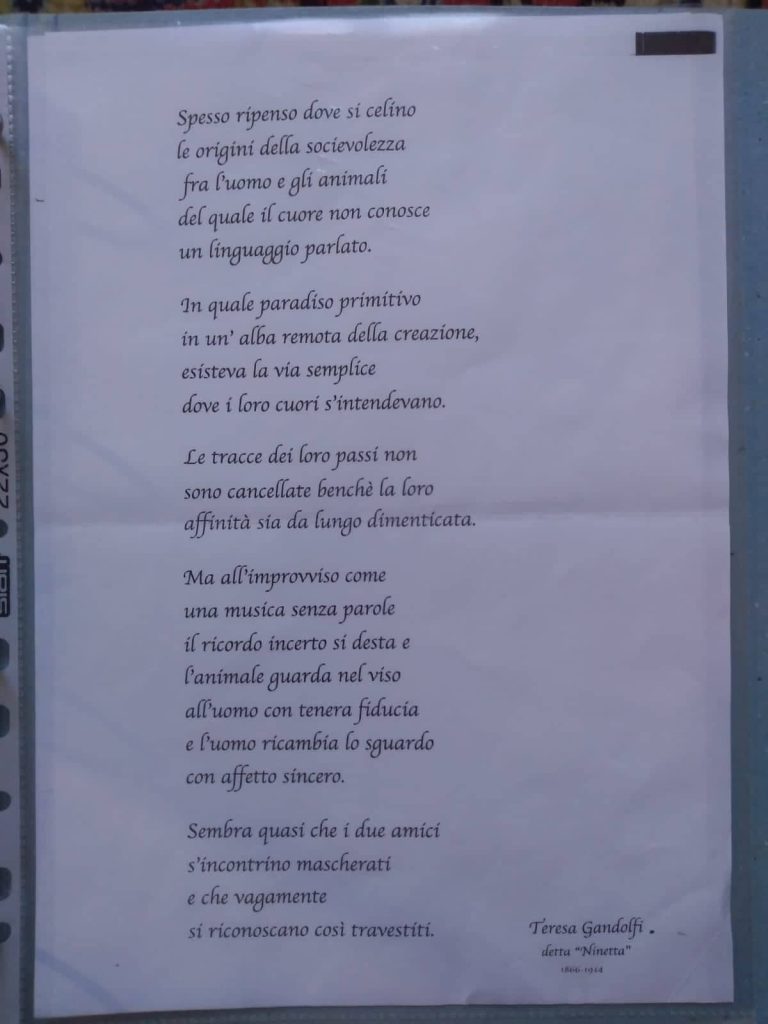 Spesso ripenso dove si celino
le origini della socievolezza
fra l'uomo e gli animali
del quale il cuore non conosce
un linguaggio parlato.
In quale paradiso primitivo
in un' alba remota della creazione,
esisteva la via semplice
dove i loro cuori s'intendevano.
Le tracce dei loro passi non
sono cancellate benchè la loro
affinità sia da lungo dimenticata.
Ma all'improvviso come
una musica senza parole
il ricordo incerto si desta e
l'animale guarda nel viso
all'uomo con tenera fiducia
e l'uomo ricambia lo sguardo
con affetto sincero.
Sembra quasi che i due amici
s'incontrino mascherati
e che vagamente
si riconoscano così travestiti.
Teresa Gandolfi .
detta "Ninetta"
1866-1914
22x30